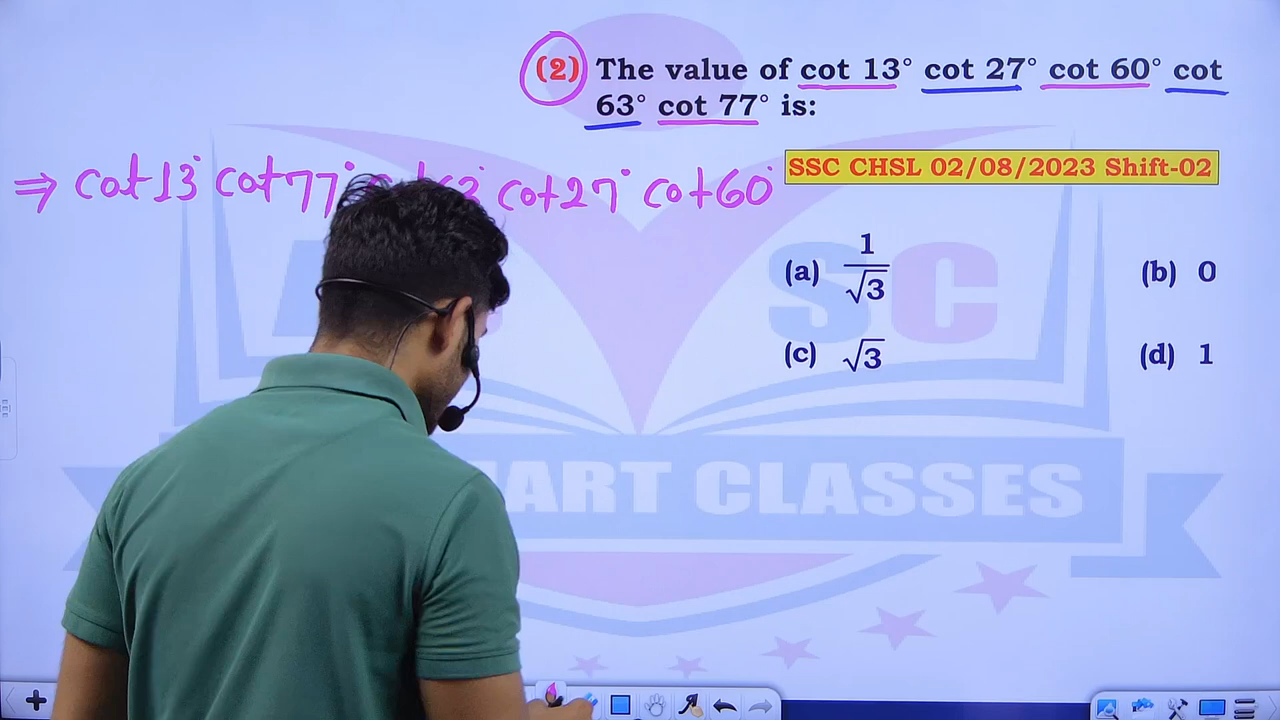 (2) The value of cot 13° cot 27° cot 60° cot
63° cot 77° is:
⇒ cot 13° cot 77° cot 27° cot 60°
SSC CHSL 02/08/2023 Shift-02
(a) 1/√3 (b) 0
(c) √3 (d) 1
SC
ART CLASSES